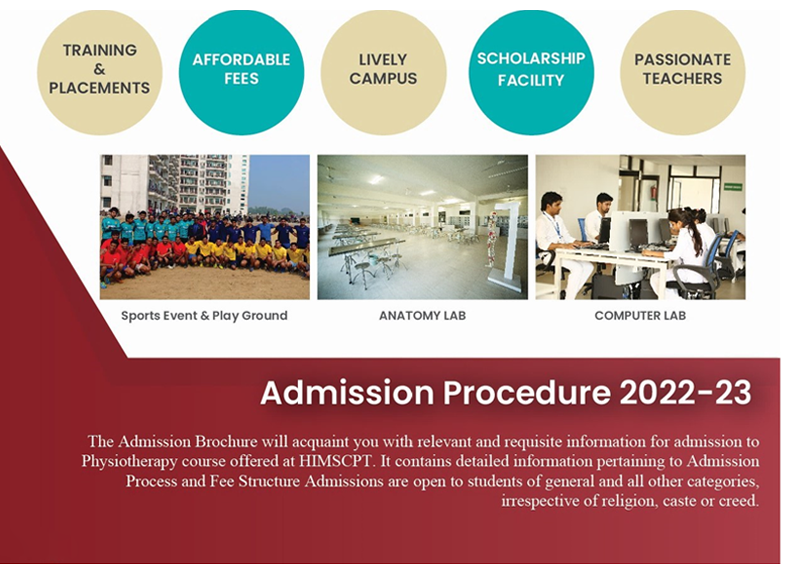 TRAINING
&
PLACEMENTS
AFFORDABLE
FEES
LIVELY
CAMPUS
SCHOLARSHIP
FACILITY
PASSIONATE
TEACHERS
Sports Event & Play Ground
ANATOMY LAB
COMPUTER LAB
Admission Procedure 2022-23
The Admission Brochure will acquaint you with relevant and requisite information for admission to
Physiotherapy course offered at HIMSCPT. It contains detailed information pertaining to Admission
Process and Fee Structure Admissions are open to students of general and all other categories,
irrespective of religion, caste or creed.